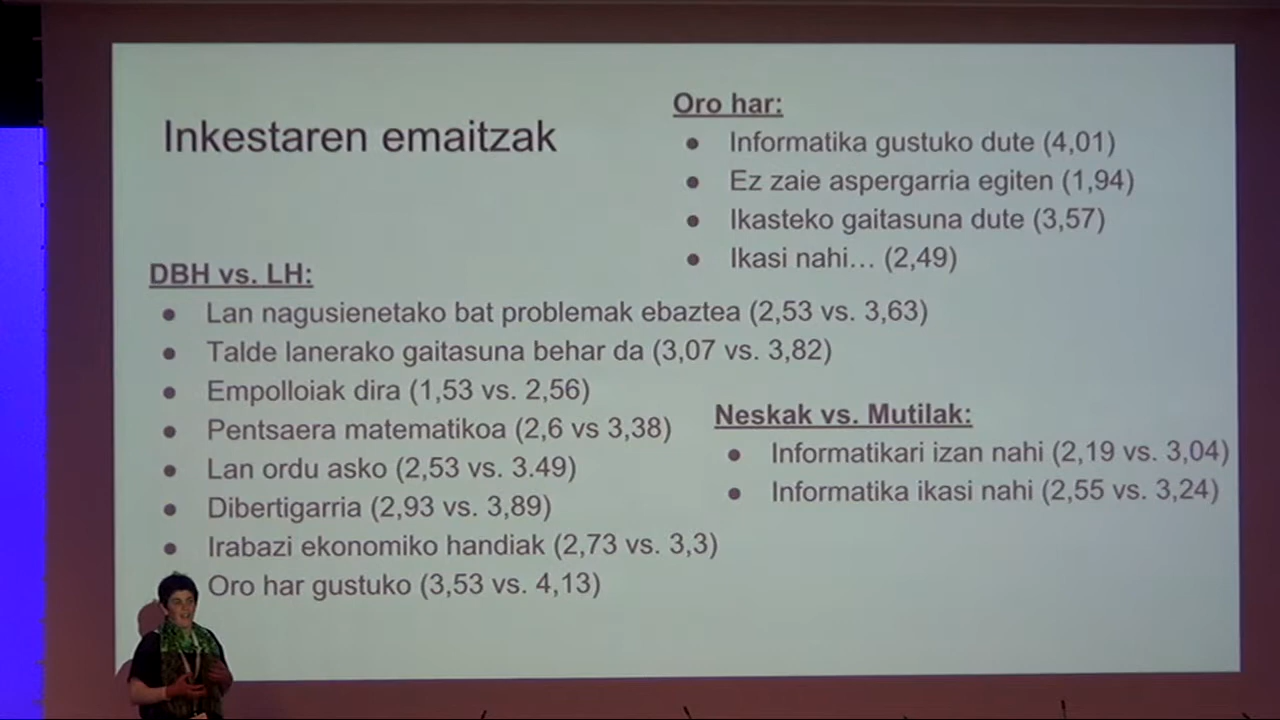 Inkestaren emaitzak
Oro har:
● Informatika gustuko dute (4,01)
● Ez zaie aspergarria egiten (1,94)
● Ikasteko gaitasuna dute (3,57)
● Ikasi nahi… (2,49)
DBH vs. LH:
● Lan nagusienetako bat problemak ebaztea (2,53 vs. 3,63)
● Talde lanerako gaitasuna behar da (3,07 vs. 3,82)
● Empolloiak dira (1,53 vs. 2,56)
● Pentsaera matematikoa (2,6 vs 3,38)
● Lan ordu asko (2,53 vs. 3.49)
● Dibertigarria (2,93 vs. 3,89)
● Irabazi ekonomiko handiak (2,73 vs. 3,3)
Oro har gustuko (3,53 vs. 4,13)
Neskak vs. Mutilak:
● Informatikari izan nahi (2,19 vs. 3,04)
● Informatika ikasi nahi (2,55 vs. 3,24)